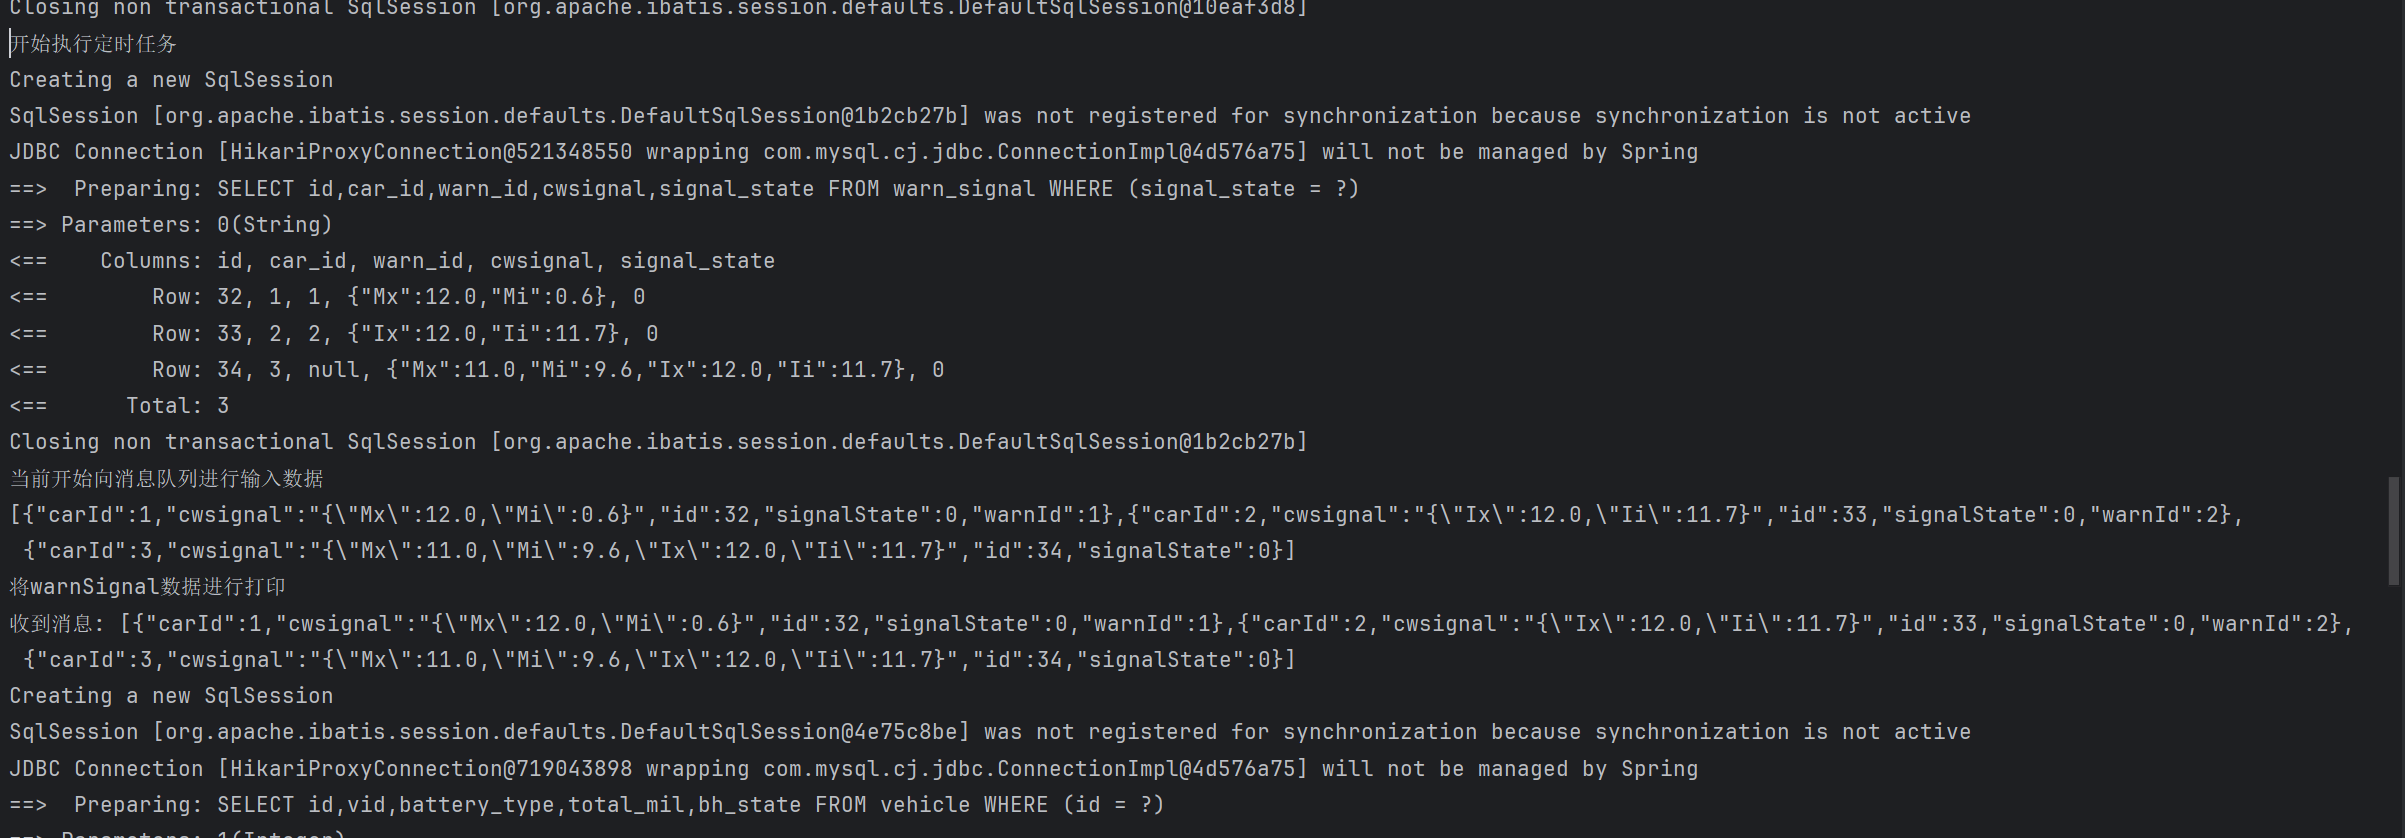 Closing non transactional SqlSession [org.apache.ibatis.session.defaults.DefaultSqlSession@10eaf3d8]
开始执行定时任务
Creating a new SqlSession
SqlSession [org.apache.ibatis.session.defaults.DefaultSqlSession@1b2cb27b] was not registered for synchronization because synchronization is not active
JDBC Connection [HikariProxyConnection@521348550 wrapping com.mysql.cj.jdbc.ConnectionImpl@4d576a75] will not be managed by Spring
==>  Preparing: SELECT id,car_id,warn_id,cwsignal,signal_state FROM warn_signal WHERE (signal_state = ?)
==> Parameters: 0(String)
<==    Columns: id, car_id, warn_id, cwsignal, signal_state
<==        Row: 32, 1, 1, {"Mx":12.0,"Mi":0.6}, 0
<==        Row: 33, 2, 2, {"Ix":12.0,"Ii":11.7}, 0
<==        Row: 34, 3, null, {"Mx":11.0,"Mi":9.6,"Ix":12.0,"Ii":11.7}, 0
<==      Total: 3
Closing non transactional SqlSession [org.apache.ibatis.session.defaults.DefaultSqlSession@1b2cb27b]
当前开始向消息队列进行输入数据
[{"carId":1,"cwsignal":"{\"Mx\":12.0,\"Mi\":0.6}","id":32,"signalState":0,"warnId":1},{"carId":2,"cwsignal":"{\"Ix\":12.0,\"Ii\":11.7}","id":33,"signalState":0,"warnId":2},
{"carId":3,"cwsignal":"{\"Mx\":11.0,\"Mi\":9.6,\"Ix\":12.0,\"Ii\":11.7}","id":34,"signalState":0}]
将warnSignal数据进行打印
收到消息: [{"carId":1,"cwsignal":"{\"Mx\":12.0,\"Mi\":0.6}","id":32,"signalState":0,"warnId":1},{"carId":2,"cwsignal":"{\"Ix\":12.0,\"Ii\":11.7}","id":33,"signalState":0,"warnId":2},
{"carId":3,"cwsignal":"{\"Mx\":11.0,\"Mi\":9.6,\"Ix\":12.0,\"Ii\":11.7}","id":34,"signalState":0}]
Creating a new SqlSession
SqlSession [org.apache.ibatis.session.defaults.DefaultSqlSession@4e75c8be] was not registered for synchronization because synchronization is not active
JDBC Connection [HikariProxyConnection@719043898 wrapping com.mysql.cj.jdbc.ConnectionImpl@4d576a75] will not be managed by Spring
==>  Preparing: SELECT id,vid,battery_type,total_mil,bh_state FROM vehicle WHERE (id = ?)
==> Parameters: 1(Integer)